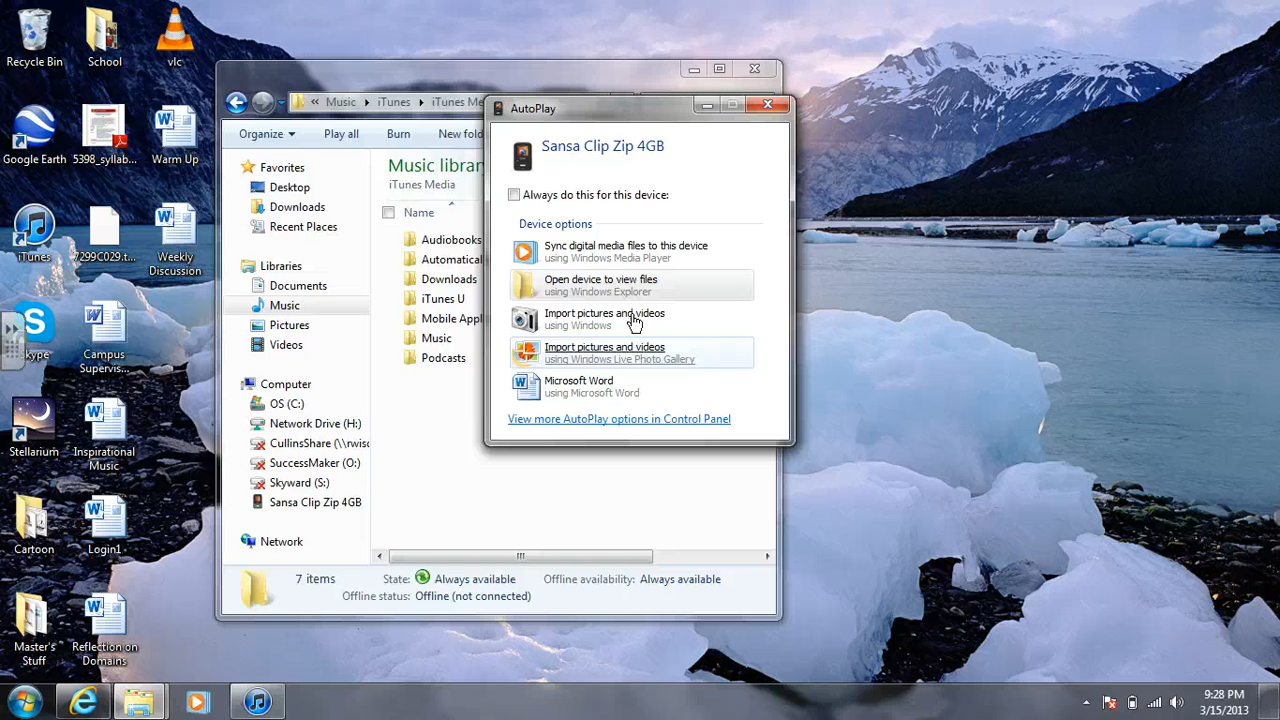 Recycle Bin
School
vlc
Google Earth
5398_syllab...
Warm Up
iTunes
7299C029.t...
Weekly
Discussion
Skype
Campus
Supervis...
Stellarium
Inspirational
Music
Cartoon
Login1
Master's
Stuff
Reflection on
Domains
« Music iTunes iTunes Me
Organize Play all Burn New fold
Favorites
Desktop
Downloads
Recent Places
Libraries
Documents
Music
Pictures
Videos
Computer
OS (C:)
Network Drive (H:)
CullinsShare (\\rwisd
SuccessMaker (O:)
Skyward (S:)
Sansa Clip Zip 4GB
Network
Music library
iTunes Media
Name
Audiobooks
Automatical
Downloads
iTunes U
Mobile Appl
Music
Podcasts
7 items State: Always available Offline availability: Always available
Offline status: Offline (not connected)
AutoPlay
Sansa Clip Zip 4GB
Always do this for this device:
Device options
Sync digital media files to this device
using Windows Media Player
Open device to view files
using Windows Explorer
Import pictures and videos
using Windows
Import pictures and videos
using Windows Live Photo Gallery
Microsoft Word
using Microsoft Word
View more AutoPlay options in Control Panel
9:28 PM
3/15/2013